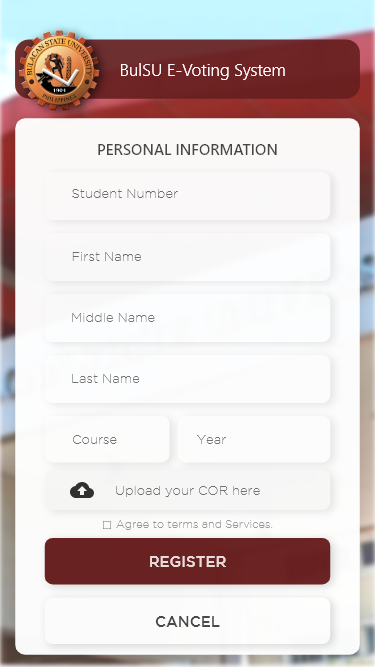 BULACAN STATE UNIVERSITY
1904
PHILIPPINES
BulSU E-Voting System
PERSONAL INFORMATION
Student Number
First Name
Middle Name
Last Name
Course Year
Upload your COR here
Agree to terms and Services.
REGISTER
CANCEL